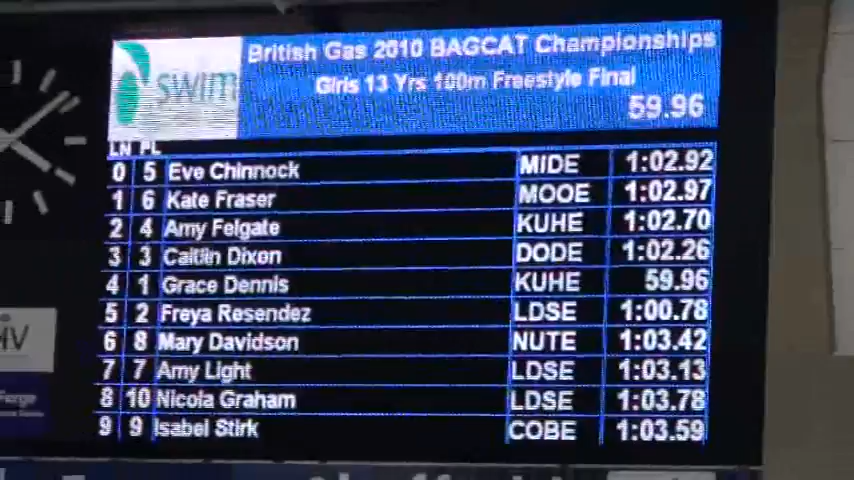 swim
British Gas 2010 BAGCAT Championships
Girls 13 Yrs 100m Freestyle Final
59.96
LN PL
0 5 Eve Chinnock MIDE 1:02.92
1 6 Kate Fraser MOOE 1:02.97
2 4 Amy Felgate KUHE 1:02.70
3 3 Caitlin Dixon DODE 1:02.26
4 1 Grace Dennis KUHE 59.96
5 2 Freya Resendez LDSE 1:00.78
6 8 Mary Davidson NUTE 1:03.42
7 7 Amy Light LDSE 1:03.13
8 10 Nicola Graham LDSE 1:03.78
9 9 Isabel Stirk COBE 1:03.59